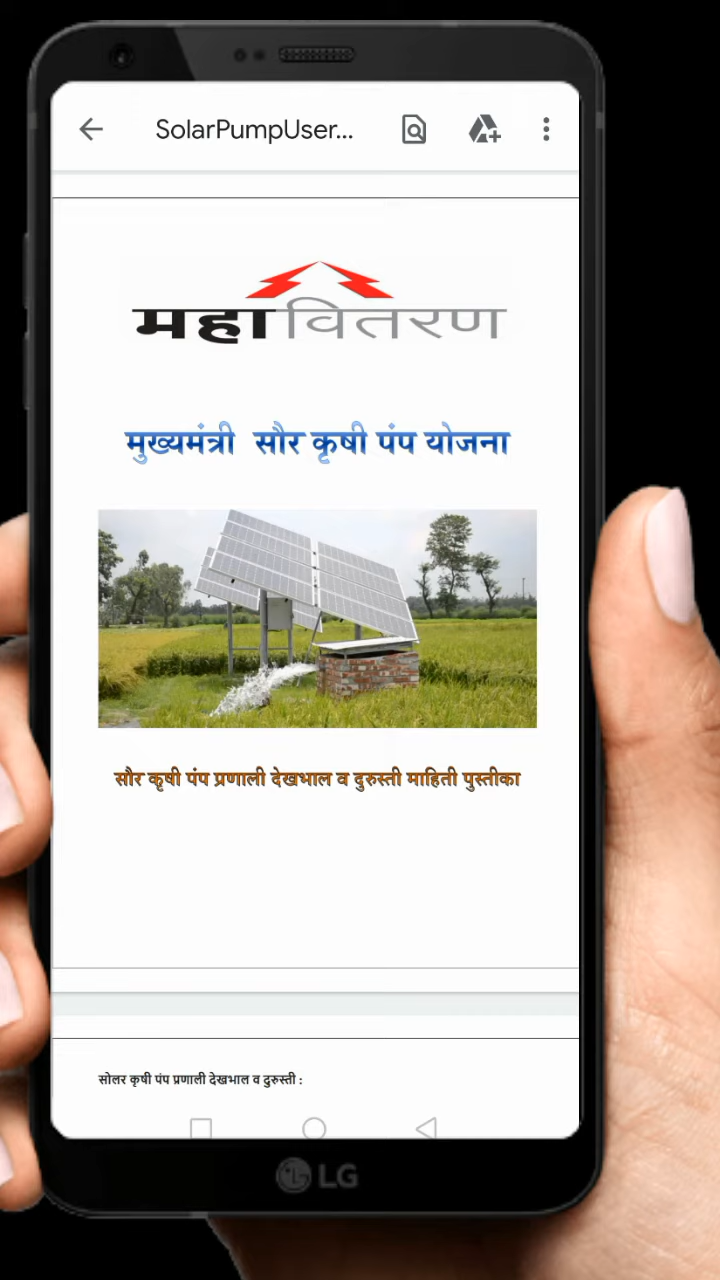 SolarPumpUser...
महावितरण
मुख्यमंत्री सौर कृषी पंप योजना
सौर कृषी पंप प्रणाली देखभाल व दुरुस्ती माहिती पुस्तीका
सोलर कृषी पंप प्रणाली देखभाल व दुरुस्ती :
LG